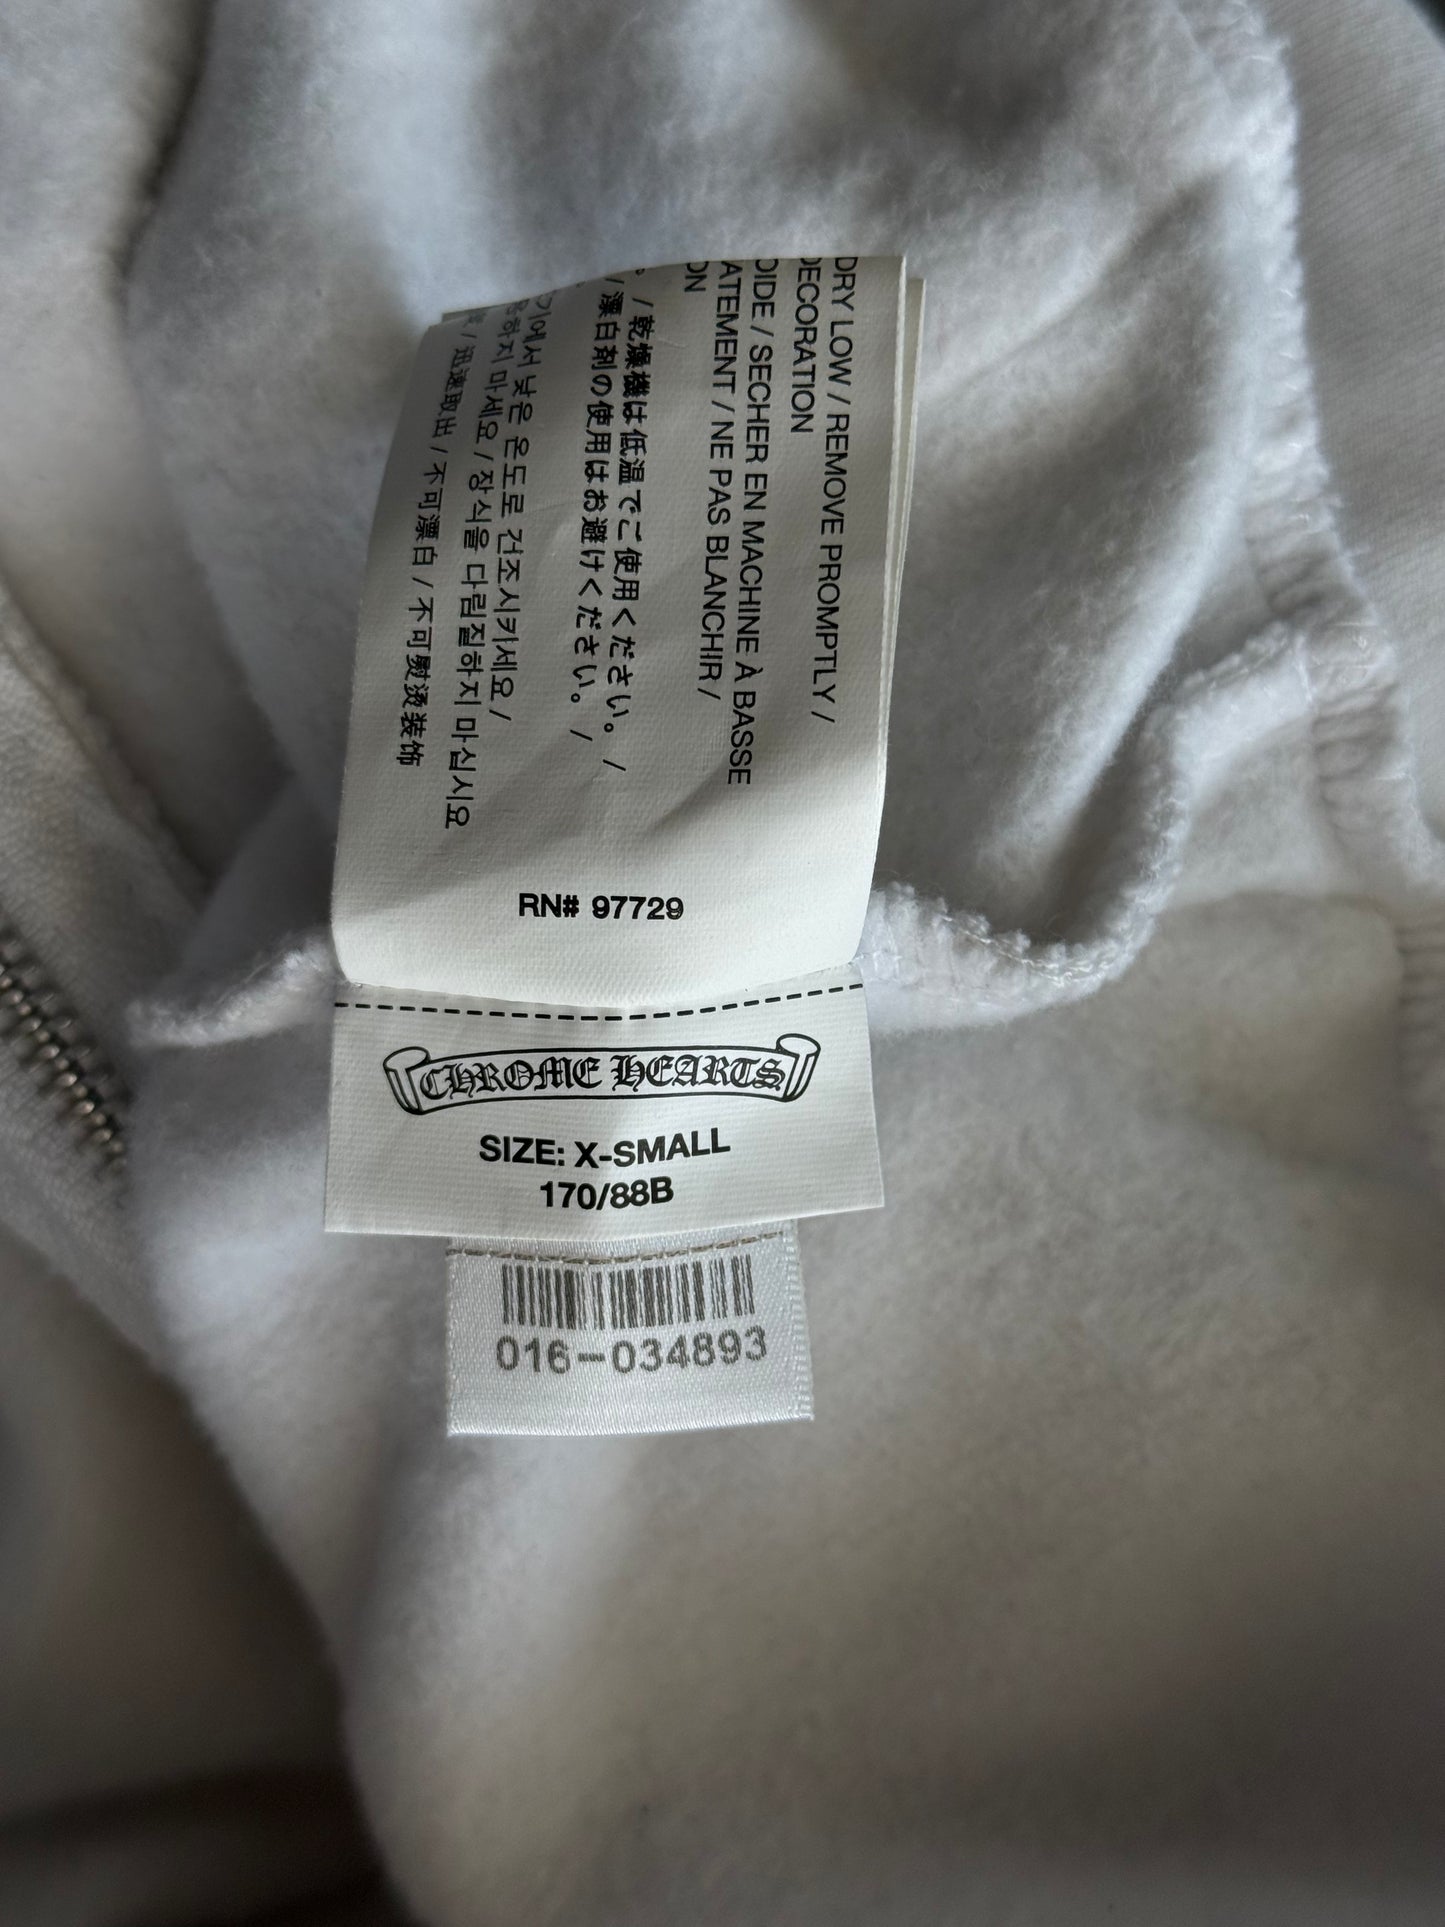 DRY LOW / REMOVE PROMPTLY /
DECORATION
OIDE / SECHER EN MACHINE À BASSE
ATEMENT / NE PAS BLANCHIR /
ON
。 / 乾燥機は低温でご使用ください。 /
/ 漂白剤の使用はお避けください。 /
기에서 낮은 온도로 건조시키세요 /
용하지 마세요 / 장식을 다림질하지 마십시요
/ 迅速取出 / 不可漂白 / 不可熨烫装饰
RN# 97729
CHROME HEARTS
SIZE: X-SMALL
170/88B
016-034893